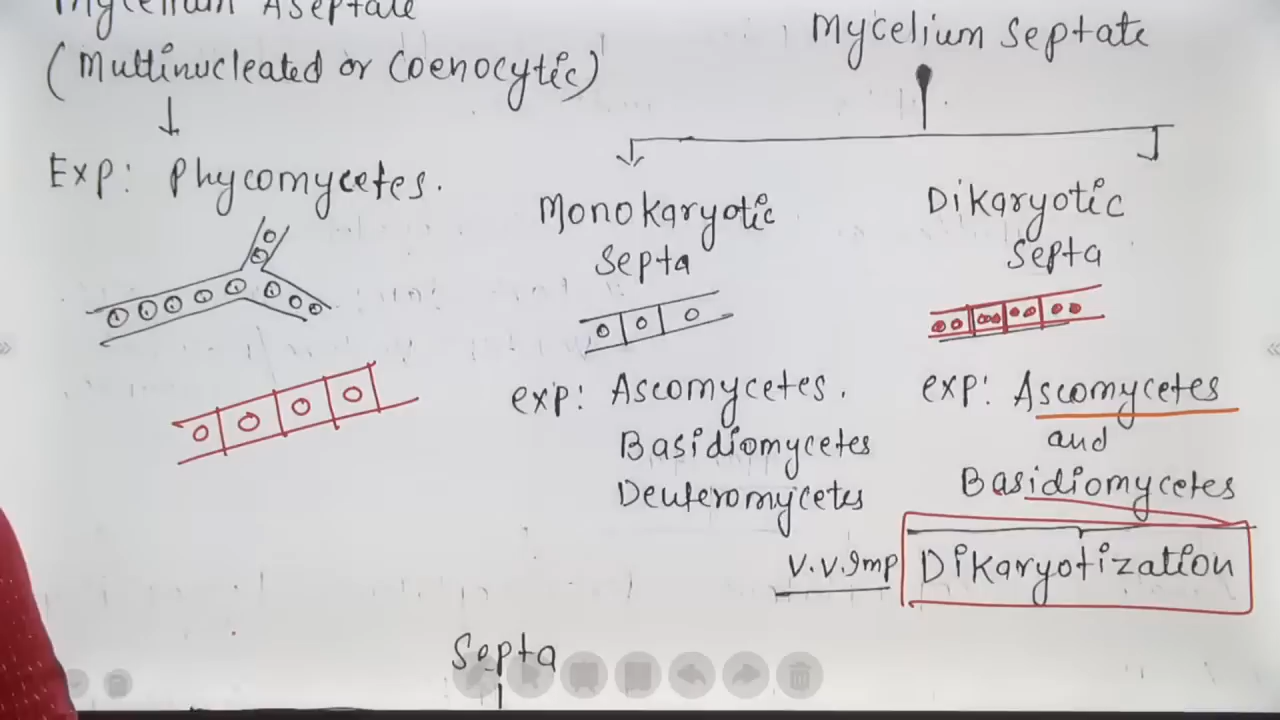 Mycelium Aseptate
(Multinucleated or Coenocytic)
Exp: Phycomycetes.
Mycelium Septate
Monokaryotic
Septa
exp: Ascomycetes.
Basidiomycetes
Deuteromycetes
Dikaryotic
Septa
exp: Ascomycetes
and
Basidiomycetes
V.V.Imp Dikaryotization
Septa